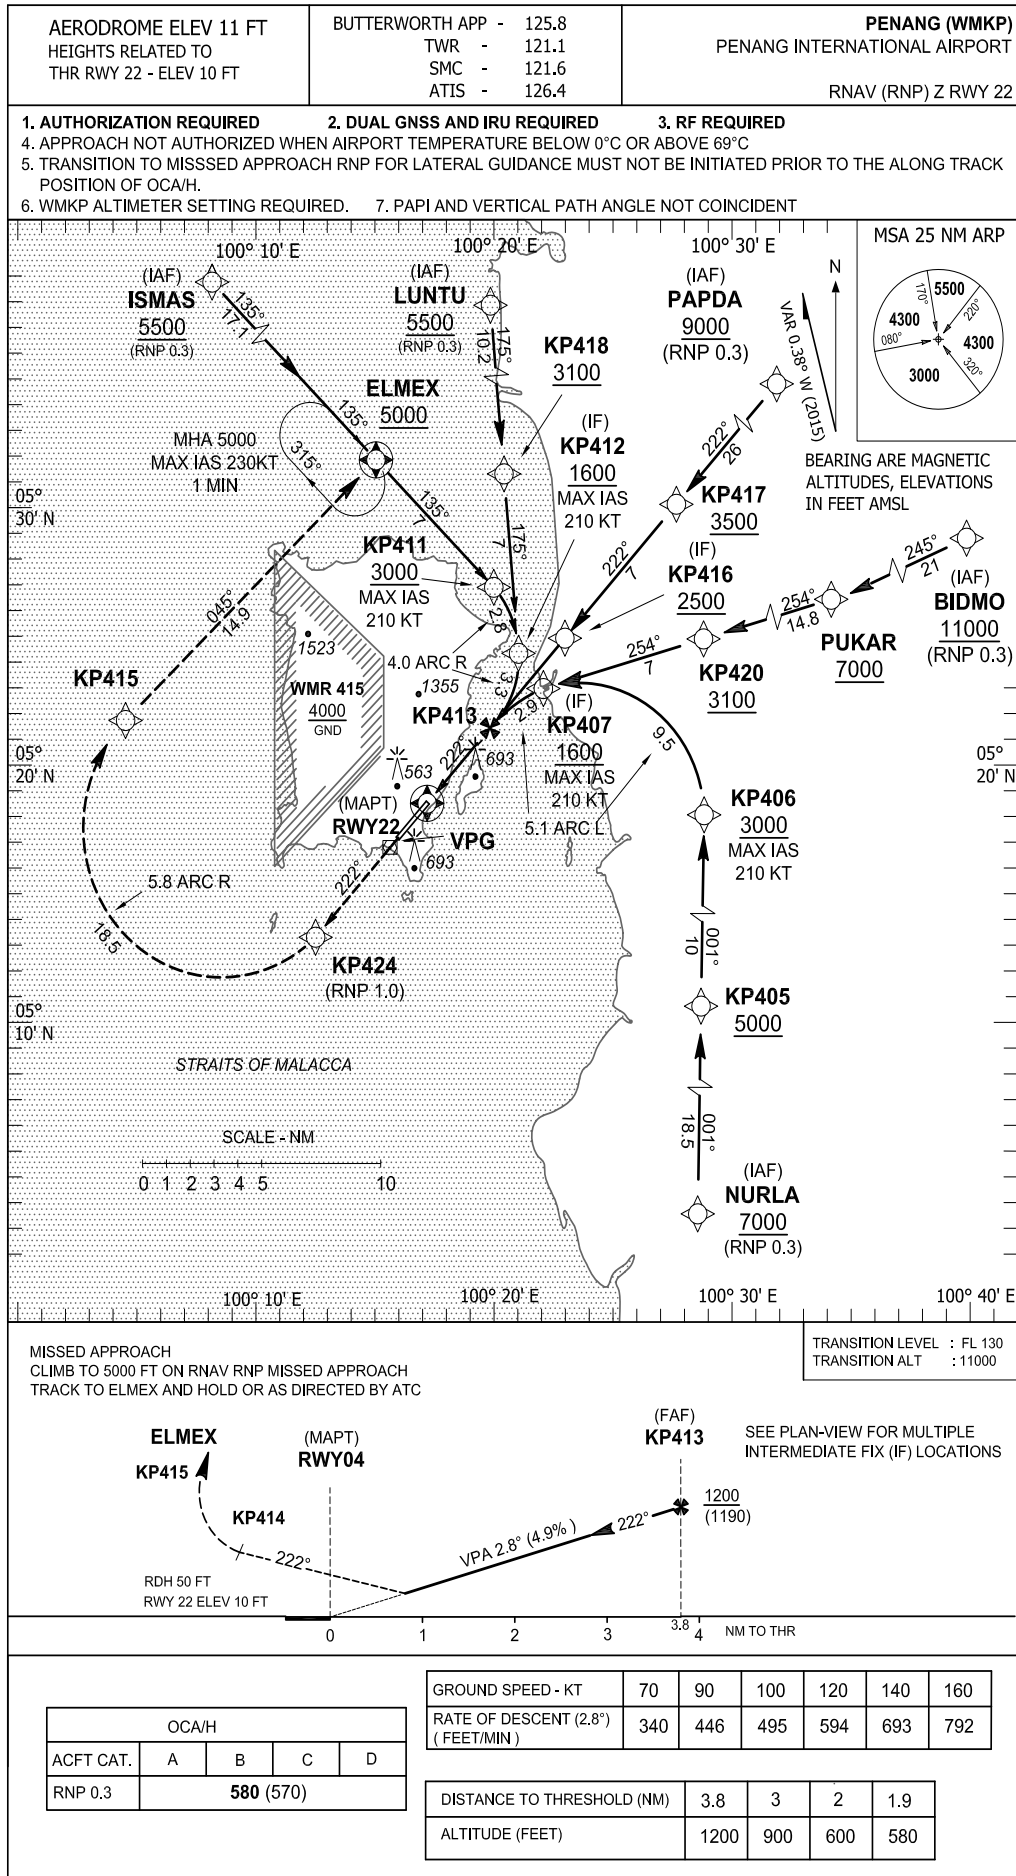 AERODROME ELEV 11 FT
HEIGHTS RELATED TO
THR RWY 22 - ELEV 10 FT
BUTTERWORTH APP - 125.8
TWR - 121.1
SMC - 121.6
ATIS - 126.4
PENANG (WMKP)
PENANG INTERNATIONAL AIRPORT
RNAV (RNP) Z RWY 22
1. AUTHORIZATION REQUIRED 2. DUAL GNSS AND IRU REQUIRED 3. RF REQUIRED
4. APPROACH NOT AUTHORIZED WHEN AIRPORT TEMPERATURE BELOW 0°C OR ABOVE 69°C
5. TRANSITION TO MISSSED APPROACH RNP FOR LATERAL GUIDANCE MUST NOT BE INITIATED PRIOR TO THE ALONG TRACK
POSITION OF OCA/H.
6. WMKP ALTIMETER SETTING REQUIRED. 7. PAPI AND VERTICAL PATH ANGLE NOT COINCIDENT
100° 10' E
100° 20' E
100° 30' E
MSA 25 NM ARP
5500
170°
220°
4300
4300
080°
320°
3000
N
VAR 0.38° W (2015)
BEARING ARE MAGNETIC
ALTITUDES, ELEVATIONS
IN FEET AMSL
(IAF)
ISMAS
5500
(RNP 0.3)
135°
17.1
(IAF)
LUNTU
5500
(RNP 0.3)
175°
10.2
(IAF)
PAPDA
9000
(RNP 0.3)
222°
26
KP418
3100
ELMEX
5000
135°
MHA 5000
MAX IAS 230KT
1 MIN
315°
(IF)
KP412
1600
MAX IAS
210 KT
175°
7
135°
7
KP417
3500
222°
7
05°
30' N
KP411
3000
MAX IAS
210 KT
2.8
(IF)
KP416
2500
245°
21
(IAF)
BIDMO
11000
(RNP 0.3)
254°
14.8
PUKAR
7000
254°
7
KP420
3100
045°
14.9
1523
4.0 ARC R
3.3
1355
KP415
WMR 415
4000
GND
KP413
2.9
(IF)
KP407
1600
MAX IAS
210 KT
9.5
5.1 ARC L
222°
693
563
05°
20' N
05°
20' N
(MAPT)
RWY22
VPG
693
KP406
3000
MAX IAS
210 KT
5.8 ARC R
18.5
222°
KP424
(RNP 1.0)
001°
10
KP405
5000
05°
10' N
STRAITS OF MALACCA
001°
18.5
SCALE - NM
0 1 2 3 4 5 10
(IAF)
NURLA
7000
(RNP 0.3)
100° 10' E
100° 20' E
100° 30' E
100° 40' E
MISSED APPROACH
CLIMB TO 5000 FT ON RNAV RNP MISSED APPROACH
TRACK TO ELMEX AND HOLD OR AS DIRECTED BY ATC
TRANSITION LEVEL : FL 130
TRANSITION ALT : 11000
ELMEX
KP415
KP414
(MAPT)
RWY04
(FAF)
KP413
SEE PLAN-VIEW FOR MULTIPLE
INTERMEDIATE FIX (IF) LOCATIONS
1200
(1190)
222°
VPA 2.8° (4.9% )
222°
RDH 50 FT
RWY 22 ELEV 10 FT
0 1 2 3 3.8 4 NM TO THR
OCA/H
ACFT CAT. A B C D
RNP 0.3 580 (570)
GROUND SPEED - KT 70 90 100 120 140 160
RATE OF DESCENT (2.8°)
( FEET/MIN ) 340 446 495 594 693 792
DISTANCE TO THRESHOLD (NM) 3.8 3 2 1.9
ALTITUDE (FEET) 1200 900 600 580